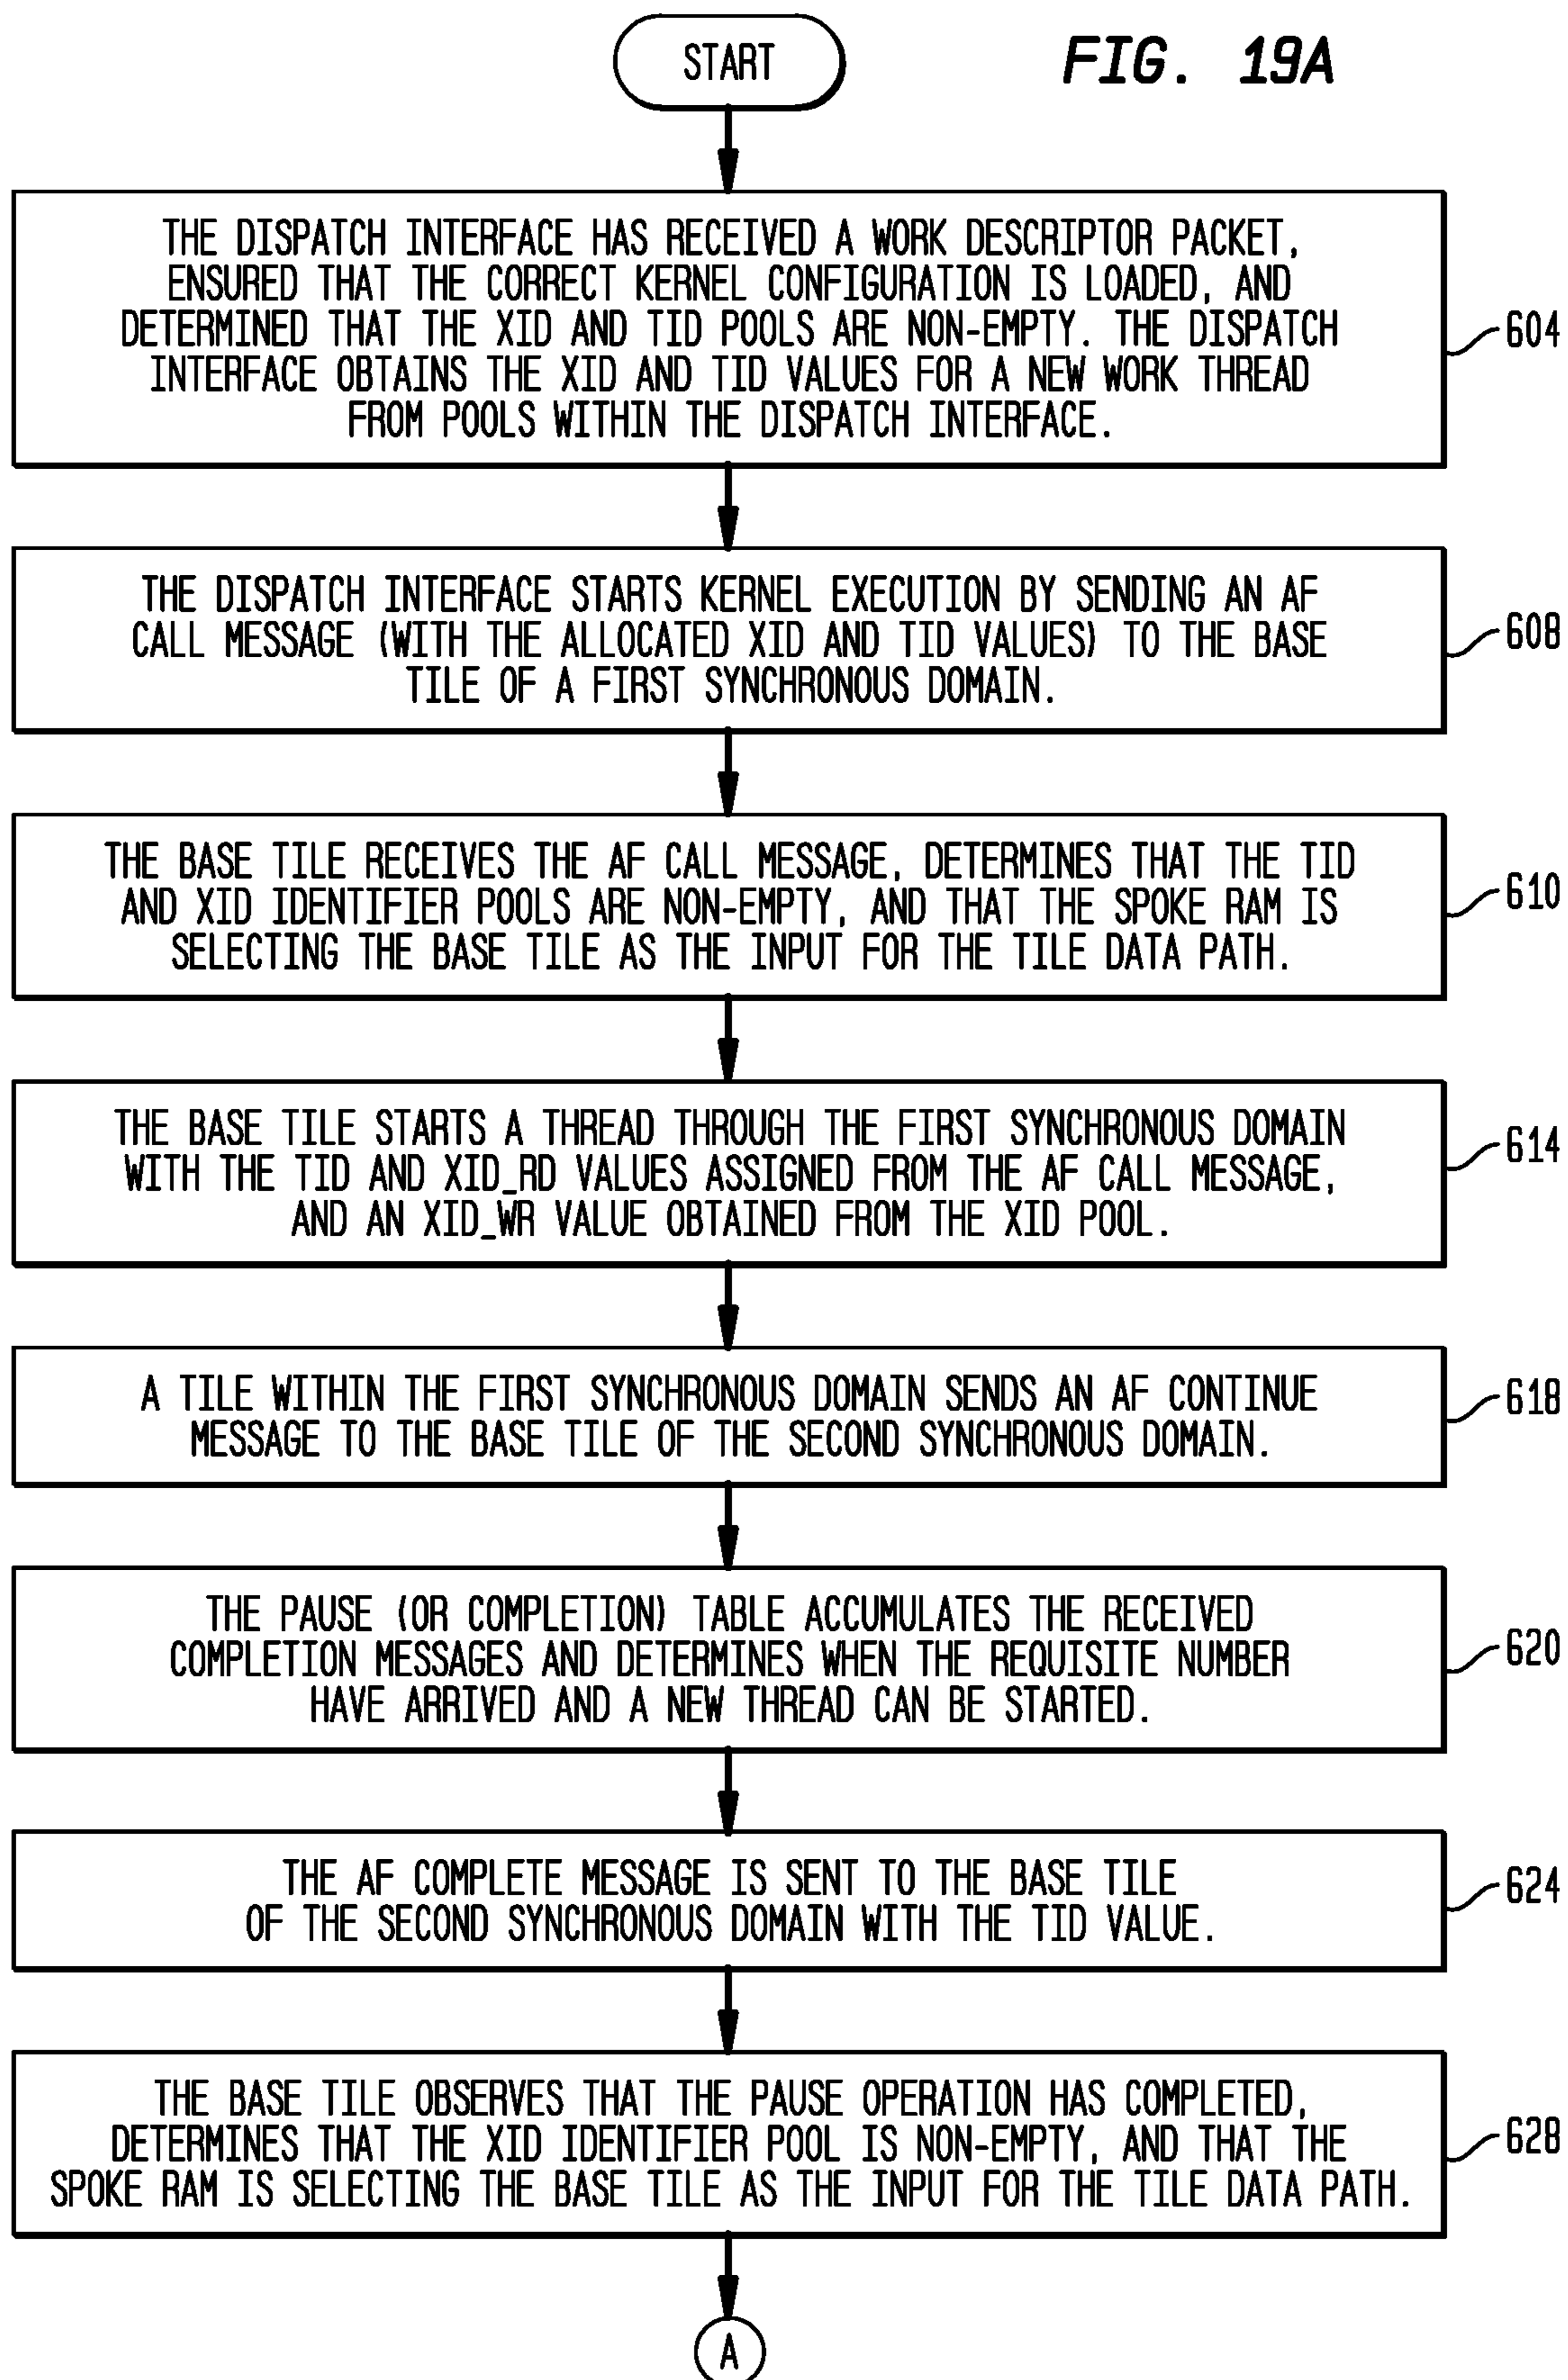 START
FIG. 19A
THE DISPATCH INTERFACE HAS RECEIVED A WORK DESCRIPTOR PACKET,
ENSURED THAT THE CORRECT KERNEL CONFIGURATION IS LOADED, AND
DETERMINED THAT THE XID AND TID POOLS ARE NON-EMPTY. THE DISPATCH
INTERFACE OBTAINS THE XID AND TID VALUES FOR A NEW WORK THREAD
FROM POOLS WITHIN THE DISPATCH INTERFACE.
604
THE DISPATCH INTERFACE STARTS KERNEL EXECUTION BY SENDING AN AF
CALL MESSAGE (WITH THE ALLOCATED XID AND TID VALUES) TO THE BASE
TILE OF A FIRST SYNCHRONOUS DOMAIN.
608
THE BASE TILE RECEIVES THE AF CALL MESSAGE, DETERMINES THAT THE TID
AND XID IDENTIFIER POOLS ARE NON-EMPTY, AND THAT THE SPOKE RAM IS
SELECTING THE BASE TILE AS THE INPUT FOR THE TILE DATA PATH.
610
THE BASE TILE STARTS A THREAD THROUGH THE FIRST SYNCHRONOUS DOMAIN
WITH THE TID AND XID_RD VALUES ASSIGNED FROM THE AF CALL MESSAGE,
AND AN XID_WR VALUE OBTAINED FROM THE XID POOL.
614
A TILE WITHIN THE FIRST SYNCHRONOUS DOMAIN SENDS AN AF CONTINUE
MESSAGE TO THE BASE TILE OF THE SECOND SYNCHRONOUS DOMAIN.
618
THE PAUSE (OR COMPLETION) TABLE ACCUMULATES THE RECEIVED
COMPLETION MESSAGES AND DETERMINES WHEN THE REQUISITE NUMBER
HAVE ARRIVED AND A NEW THREAD CAN BE STARTED.
620
THE AF COMPLETE MESSAGE IS SENT TO THE BASE TILE
OF THE SECOND SYNCHRONOUS DOMAIN WITH THE TID VALUE.
624
THE BASE TILE OBSERVES THAT THE PAUSE OPERATION HAS COMPLETED,
DETERMINES THAT THE XID IDENTIFIER POOL IS NON-EMPTY, AND THAT THE
SPOKE RAM IS SELECTING THE BASE TILE AS THE INPUT FOR THE TILE DATA PATH.
628
A